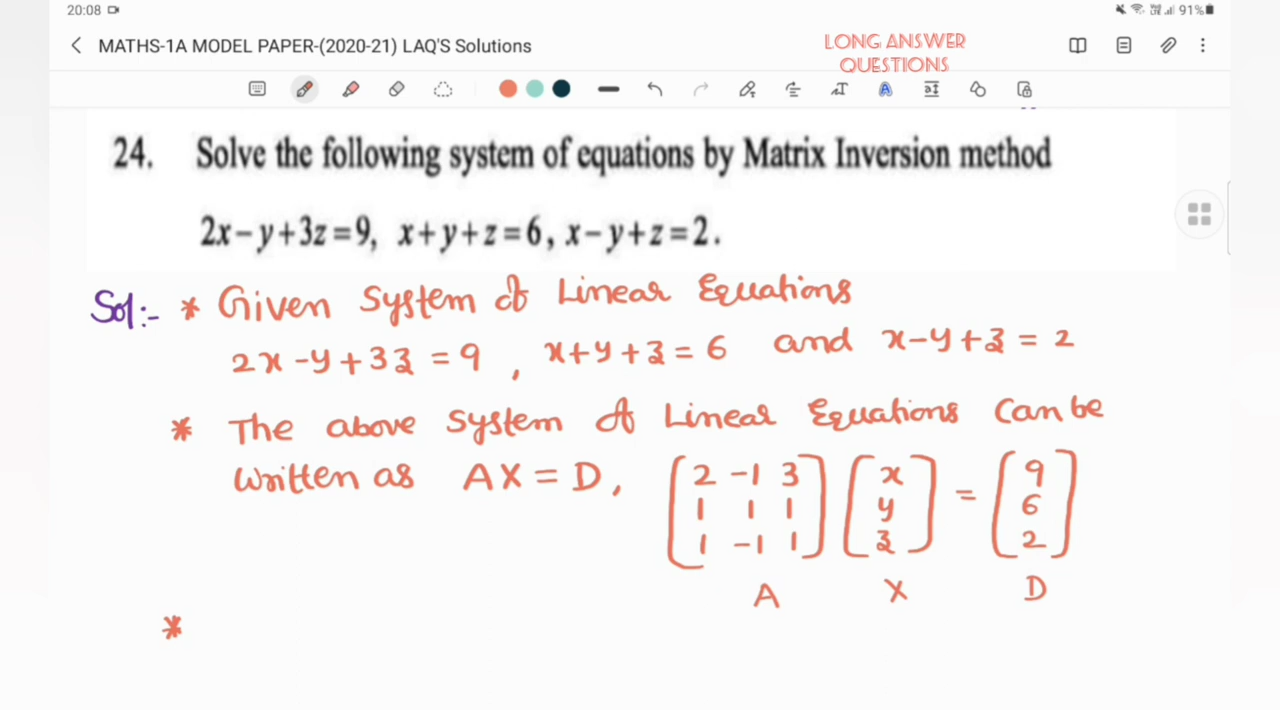 20:08
91%
MATHS-1A MODEL PAPER-(2020-21) LAQ'S Solutions
LONG ANSWER
QUESTIONS
24. Solve the following system of equations by Matrix Inversion method
2x-y+3z=9, x+y+z=6, x-y+z=2.
Sol:- * Given System of Linear Equations
2x-y+3z = 9, x+y+z = 6 and x-y+z = 2
* The above System of Linear Equations Can be
Written as AX = D, [2 -1 3] [x] = [9]
1 1 1 y 6
1 -1 1 z 2
A X D
*